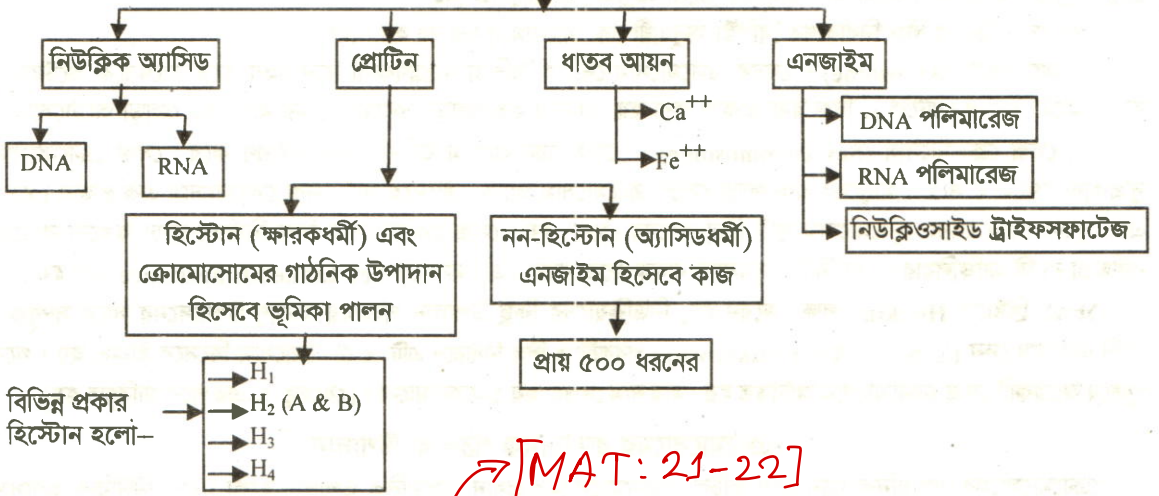 নিউক্লিক অ্যাসিড
প্রোটিন
ধাতব আয়ন
এনজাইম
DNA
RNA
Ca++
Fe++
DNA পলিমারেজ
RNA পলিমারেজ
নিউক্লিওসাইড ট্রাইফসফাটেজ
হিস্টোন (ক্ষারকধর্মী) এবং
ক্রোমোসোমের গাঠনিক উপাদান
হিসেবে ভূমিকা পালন
নন-হিস্টোন (অ্যাসিডধর্মী)
এনজাইম হিসেবে কাজ
প্রায় ৫০০ ধরনের
বিভিন্ন প্রকার
হিস্টোন হলো–
H₁
H₂ (A & B)
H₃
H₄
[MAT: 21-22]